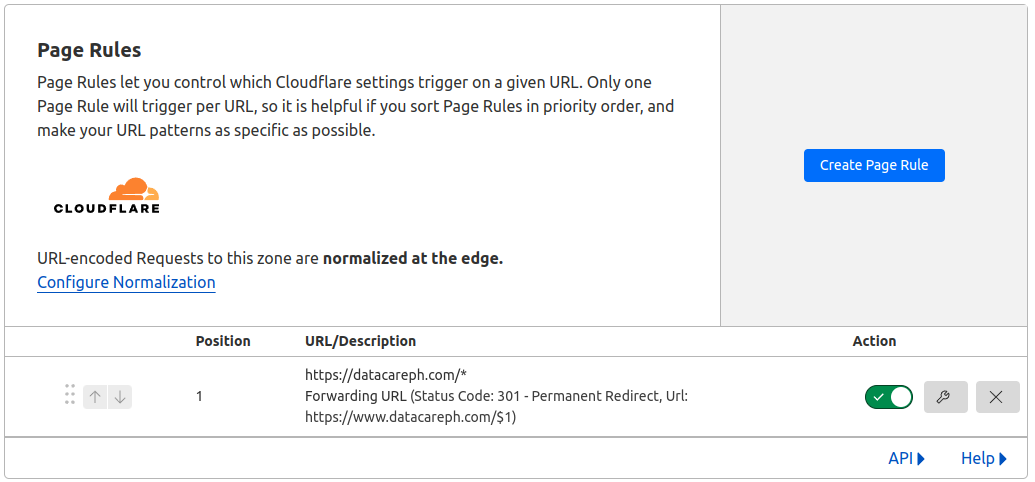 Page Rules
Page Rules let you control which Cloudflare settings trigger on a given URL. Only one
Page Rule will trigger per URL, so it is helpful if you sort Page Rules in priority order, and
make your URL patterns as specific as possible.
Create Page Rule
CLOUDFLARE
URL-encoded Requests to this zone are normalized at the edge.
Configure Normalization
Position URL/Description Action
https://datacareph.com/*
1 Forwarding URL (Status Code: 301 - Permanent Redirect, Url:
https://www.datacareph.com/$1)
API Help